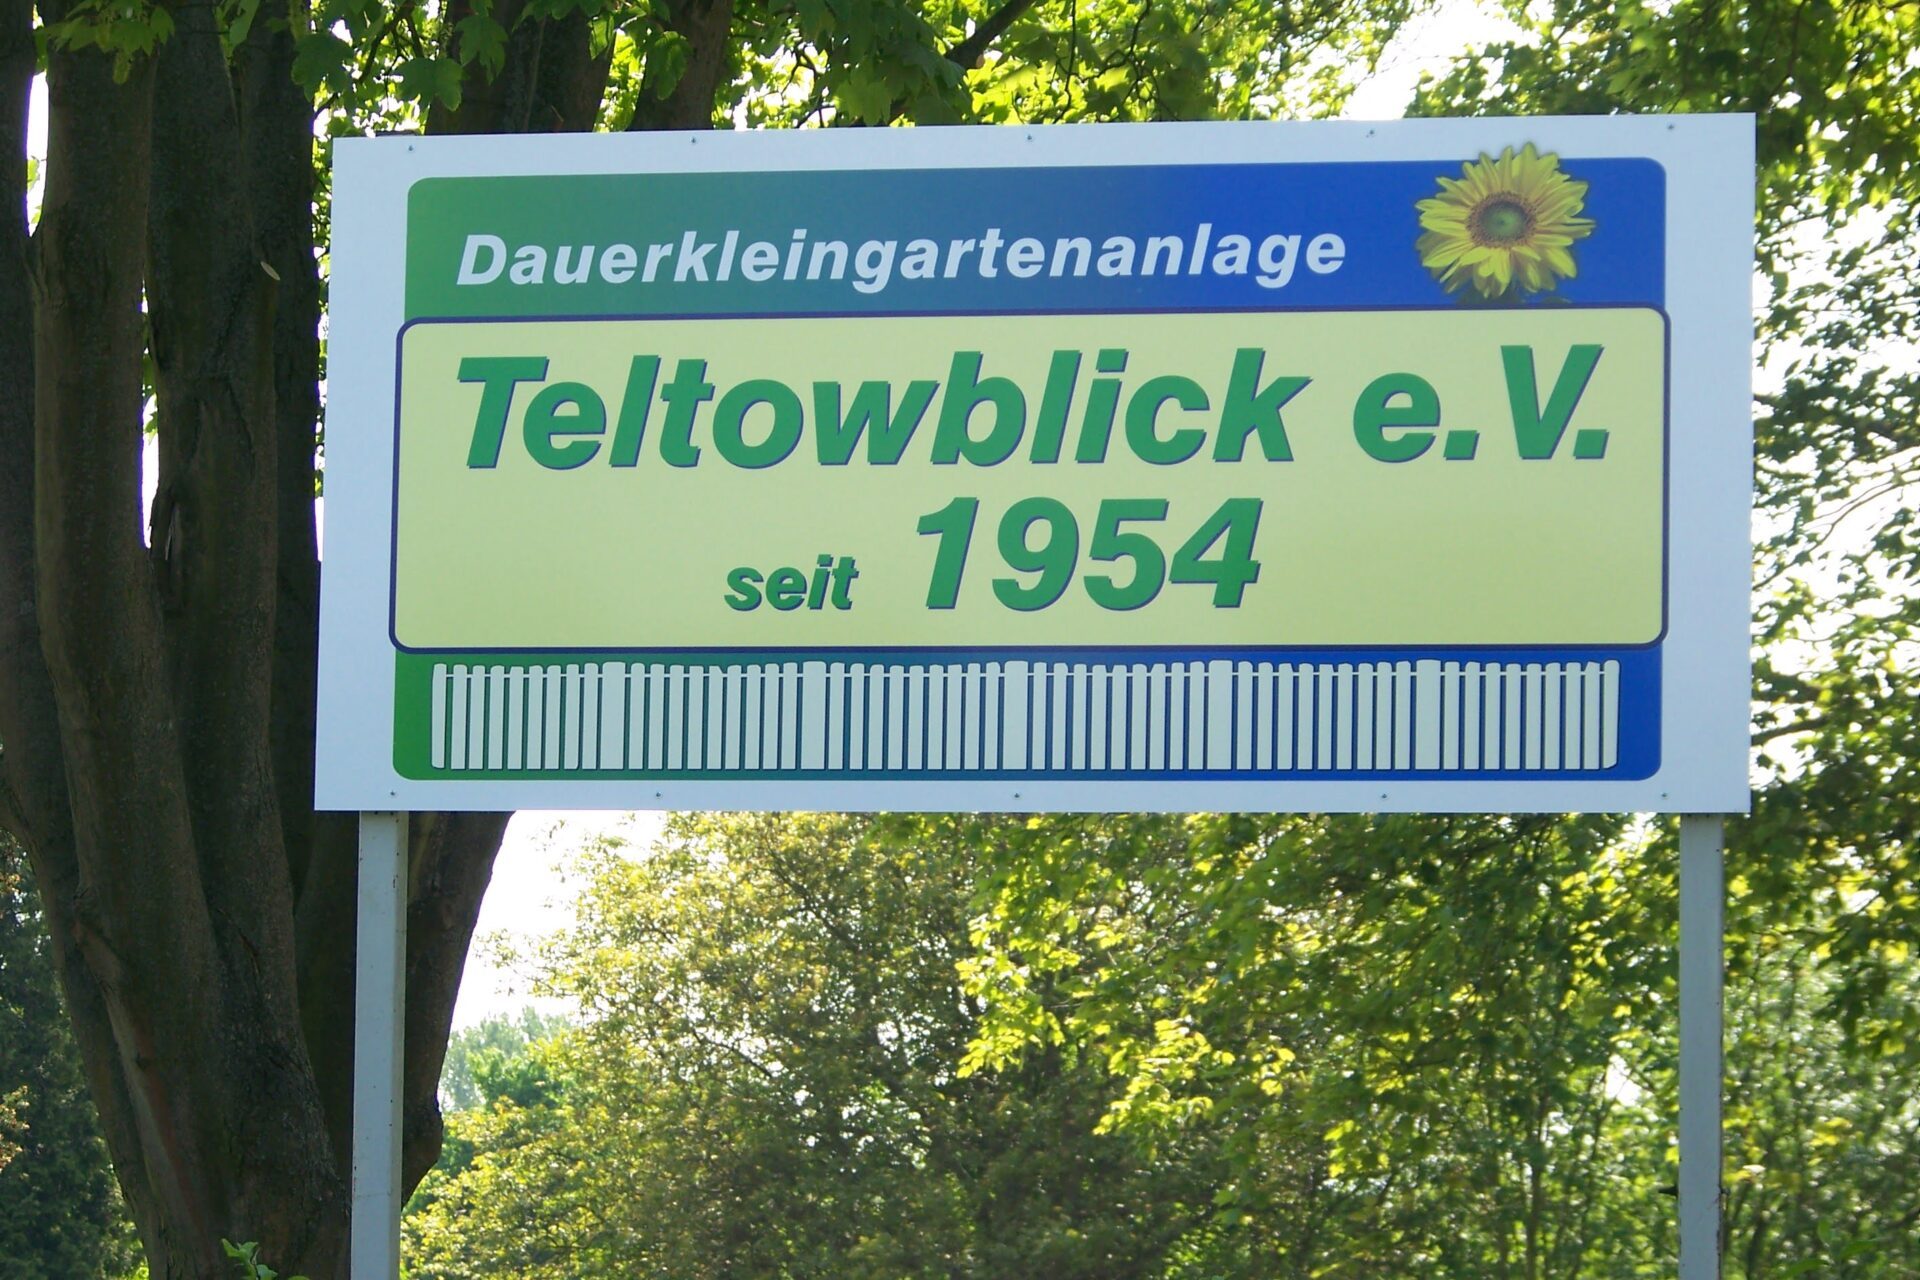 Dauerkleingartenanlage
Teltowblick e.V.
seit 1954